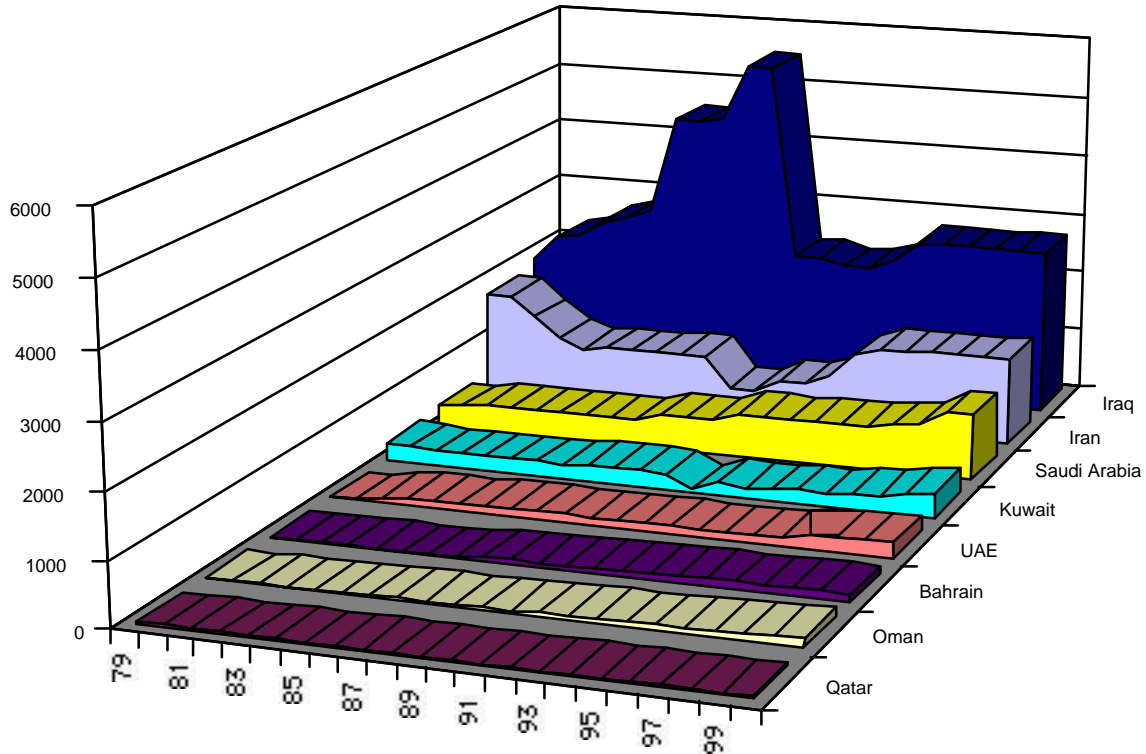 6000
5000
4000
3000
2000
1000
0
79
81
83
85
87
89
91
93
95
97
99
Iraq
Iran
Saudi Arabia
Kuwait
UAE
Bahrain
Oman
Qatar